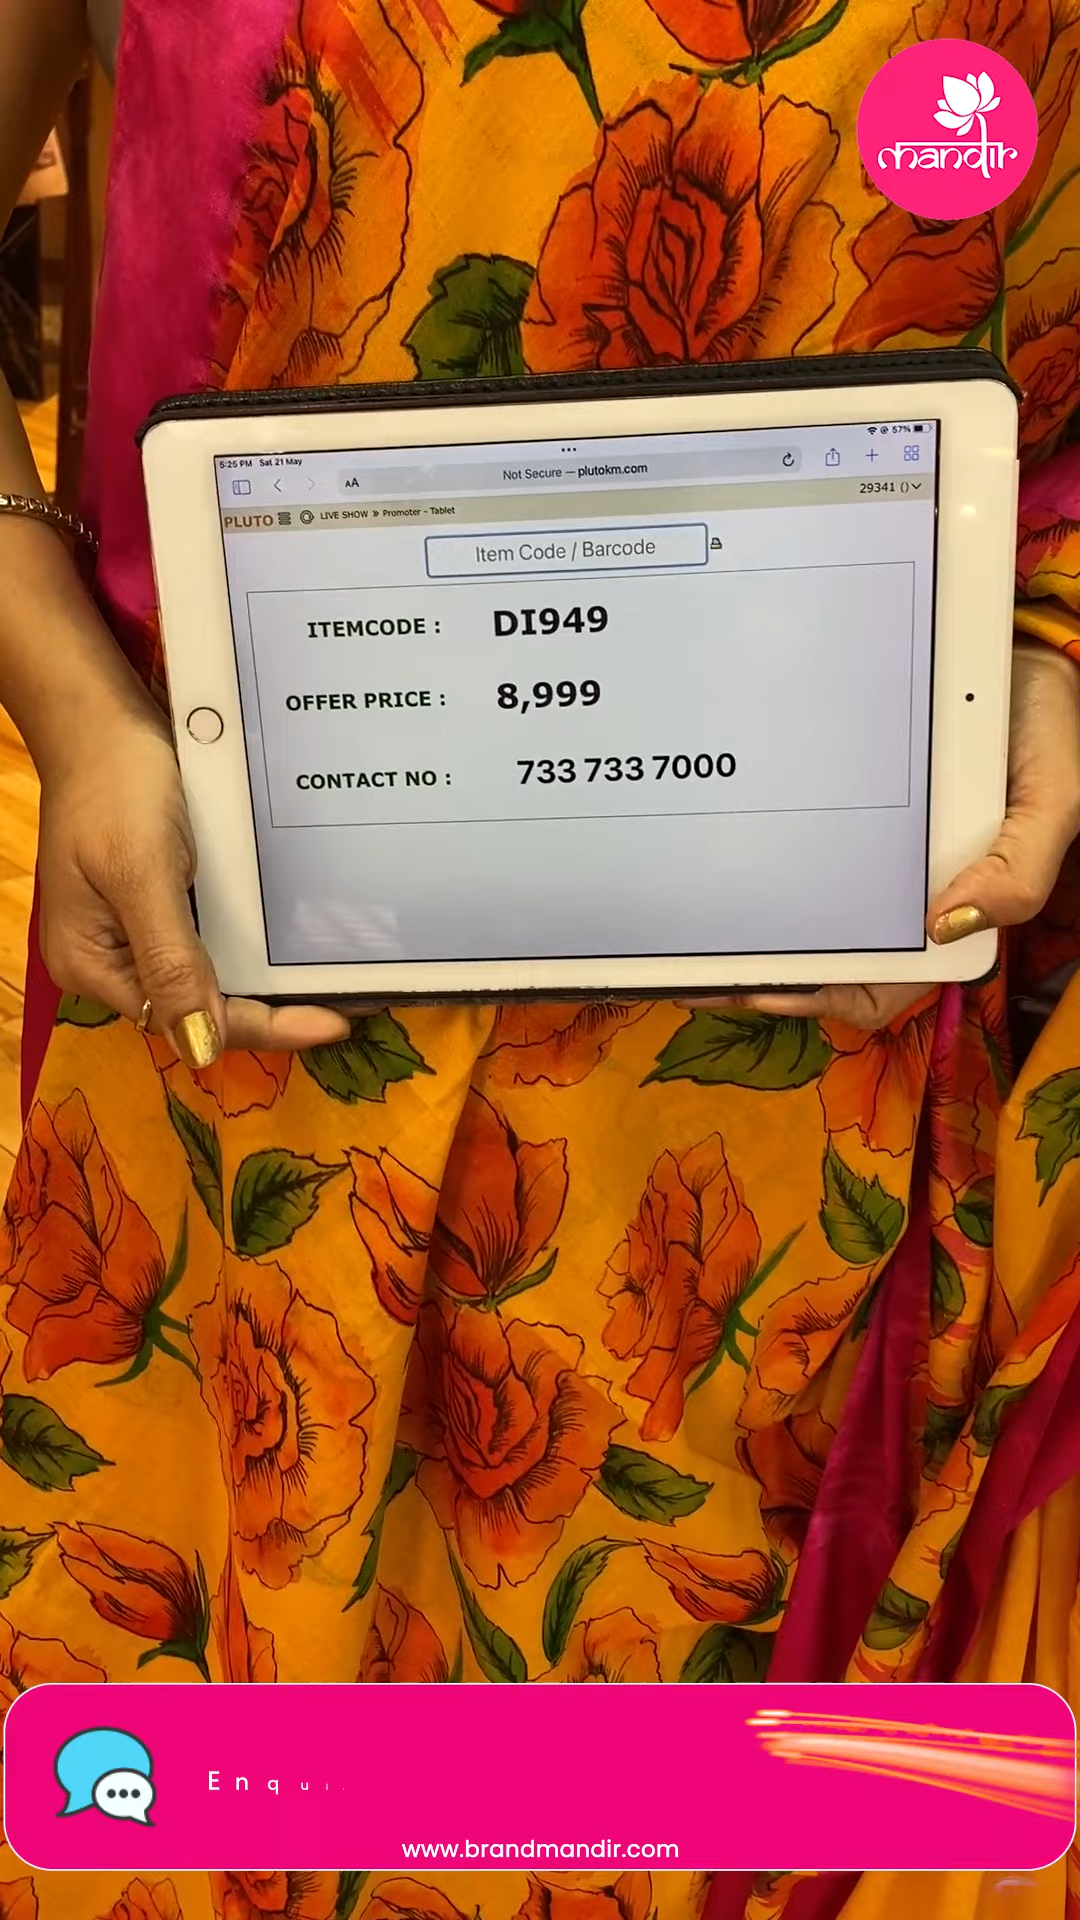 mandir
5:25 PM Sat 21 May
57%
AA
Not Secure — plutokm.com
29341 ()
PLUTO
LIVE SHOW » Promoter - Tablet
Item Code / Barcode
ITEMCODE : DI949
OFFER PRICE : 8,999
CONTACT NO : 733 733 7000
Enqu
www.brandmandir.com